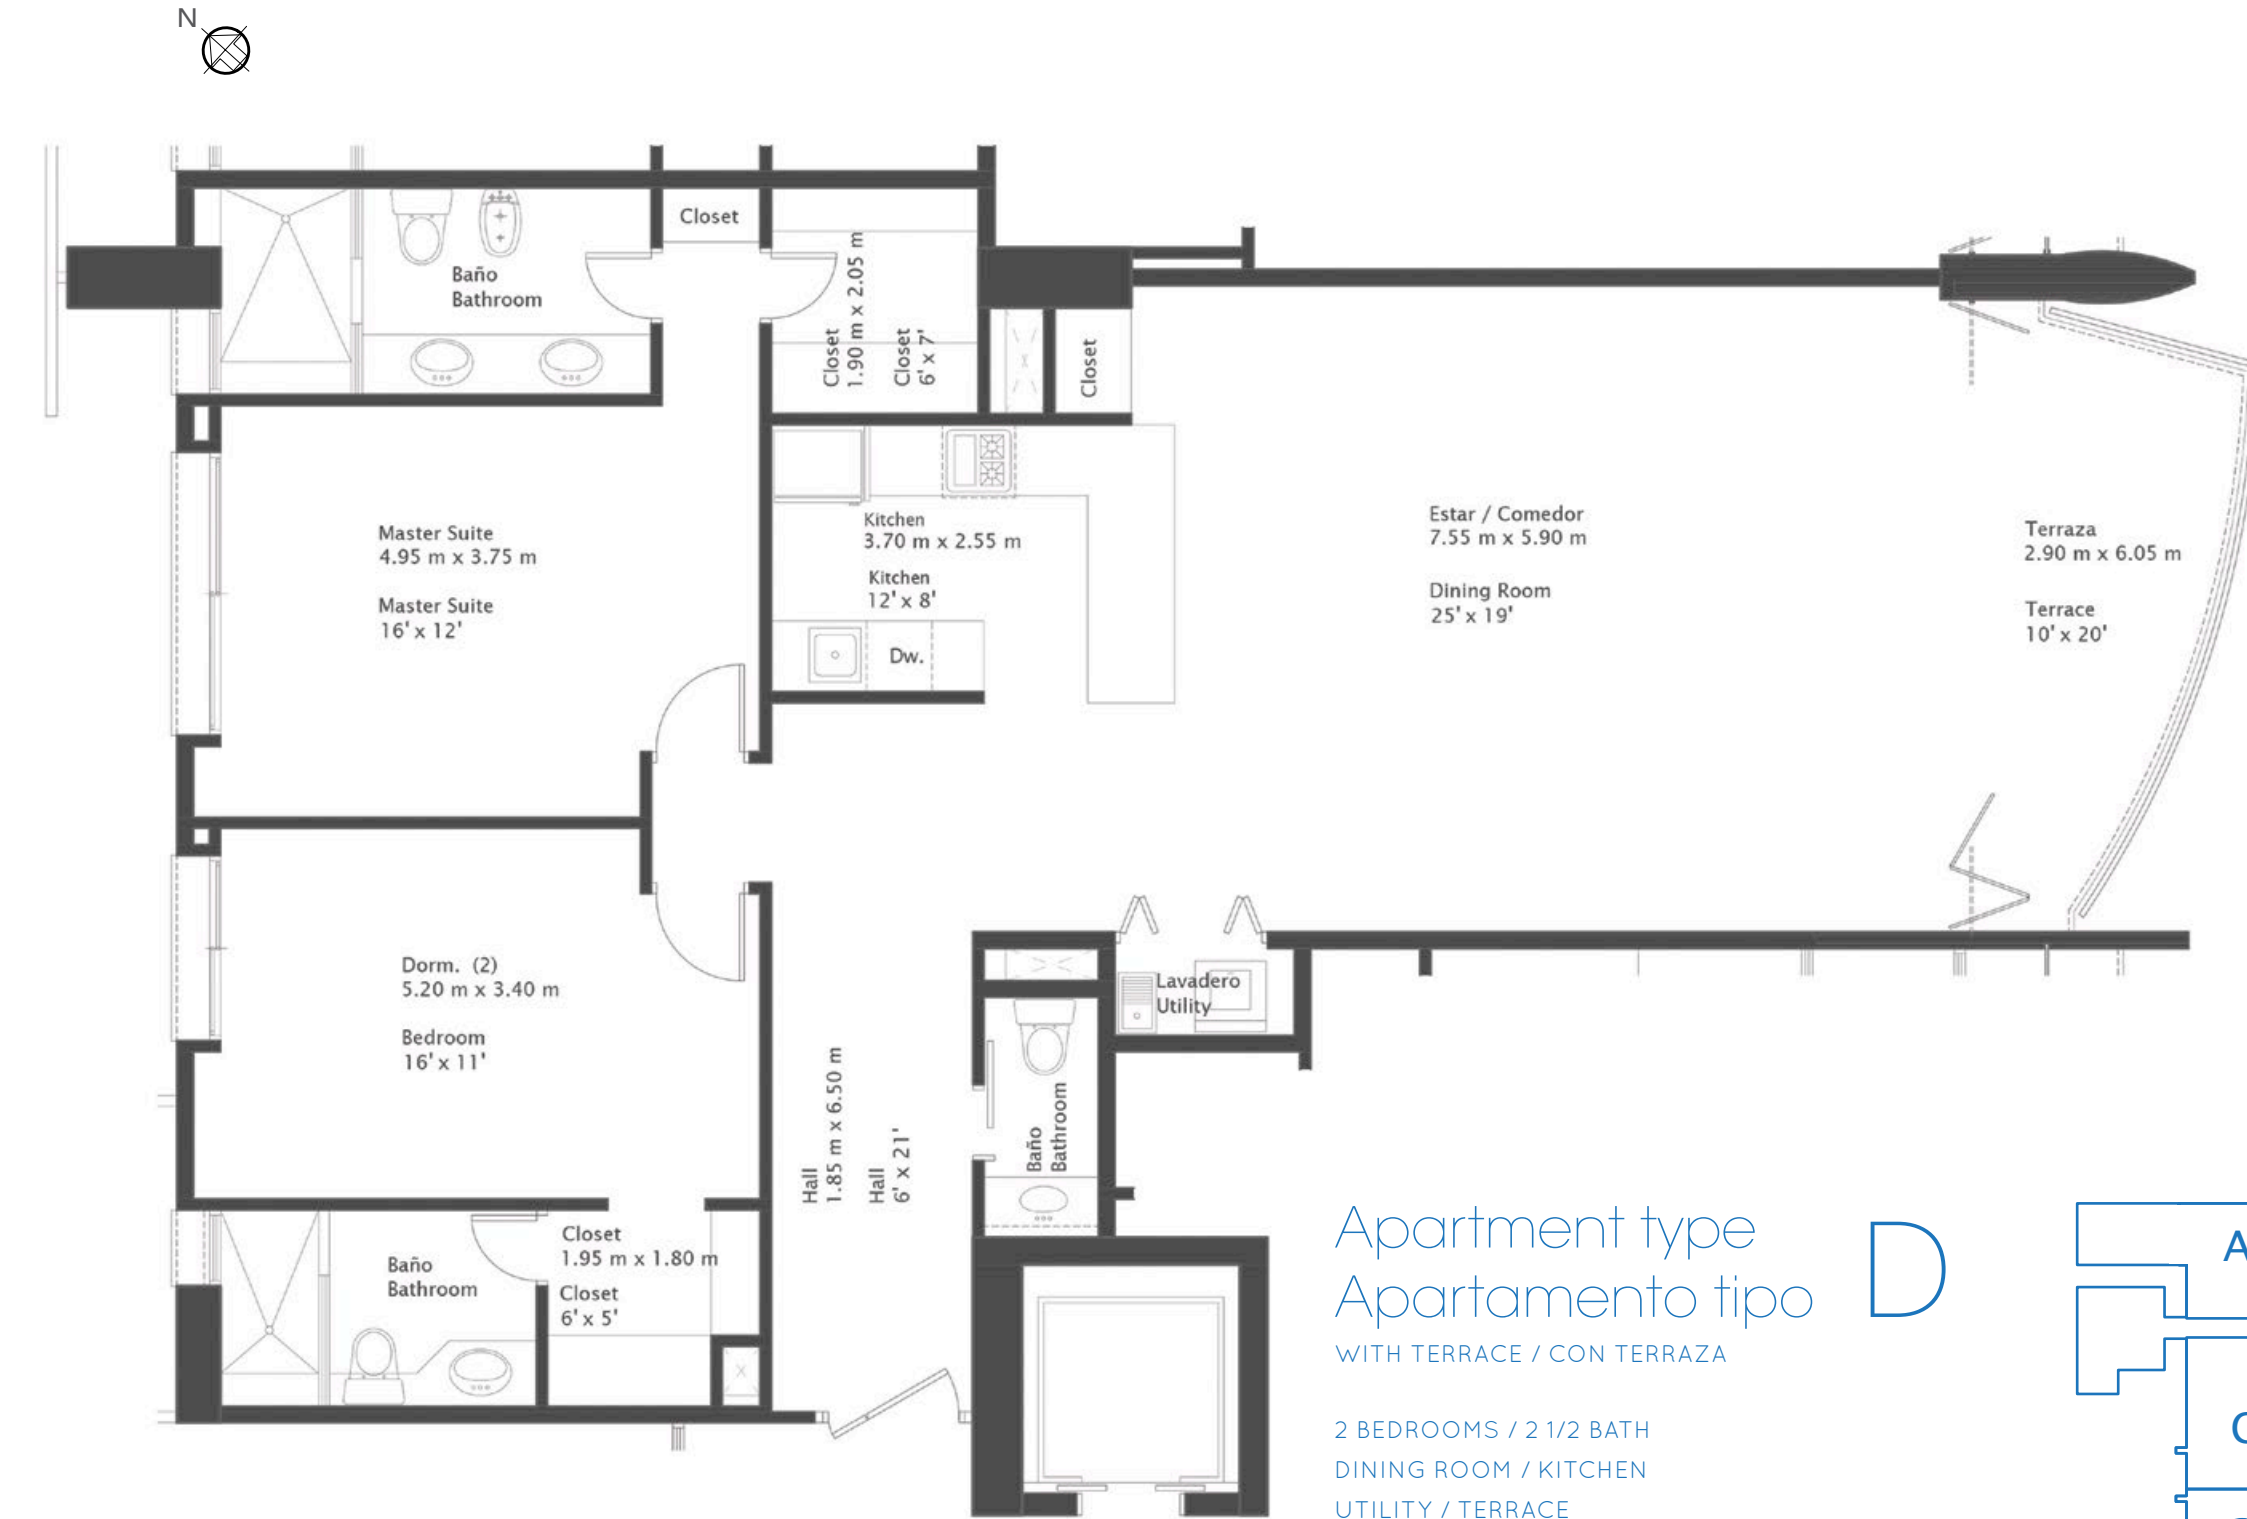 N
Closet
Baño
Bathroom
Closet
1.90 m x 2.05 m
Closet
6' x 7'
Closet
Master Suite
4.95 m x 3.75 m
Master Suite
16' x 12'
Kitchen
3.70 m x 2.55 m
Kitchen
12' x 8'
Dw.
Estar / Comedor
7.55 m x 5.90 m
Dining Room
25' x 19'
Terraza
2.90 m x 6.05 m
Terrace
10' x 20'
Dorm. (2)
5.20 m x 3.40 m
Bedroom
16' x 11'
Lavadero
Utility
Hall
1.85 m x 6.50 m
Hall
6' x 21'
Baño
Bathroom
Baño
Bathroom
Closet
1.95 m x 1.80 m
Closet
6' x 5'
Apartment type
Apartamento tipo
D
WITH TERRACE / CON TERRAZA
2 BEDROOMS / 2 1/2 BATH
DINING ROOM / KITCHEN
UTILITY / TERRACE
A